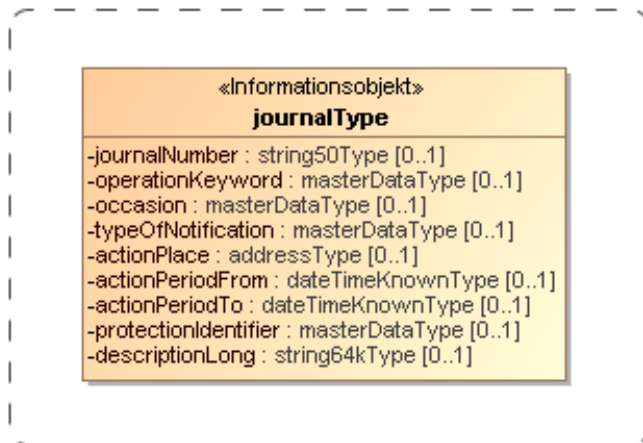 «Informationsobjekt»
journalType
-journalNumber : string50Type [0..1]
-operationKeyword : masterDataType [0..1]
-occasion : masterDataType [0..1]
-typeOfNotification : masterDataType [0..1]
-actionPlace : addressType [0..1]
-actionPeriodFrom : dateTimeKnownType [0..1]
-actionPeriodTo : dateTimeKnownType [0..1]
-protectionIdentifier : masterDataType [0..1]
-descriptionLong : string64kType [0..1]